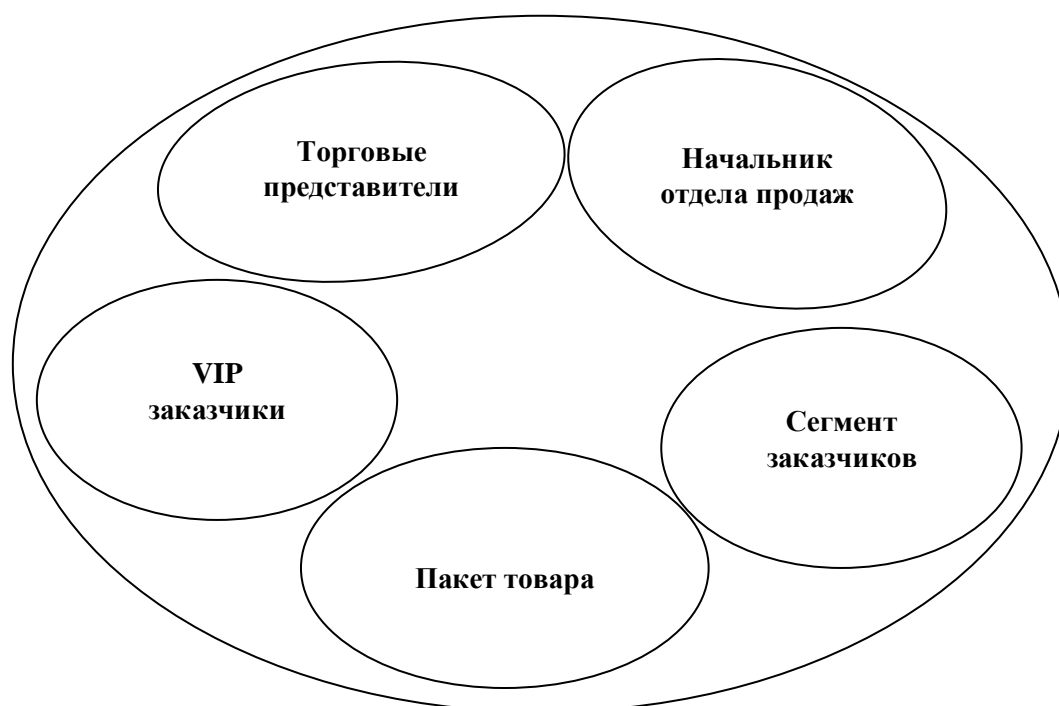 Торговые
представители
Начальник
отдела продаж
VIP
заказчики
Сегмент
заказчиков
Пакет товара